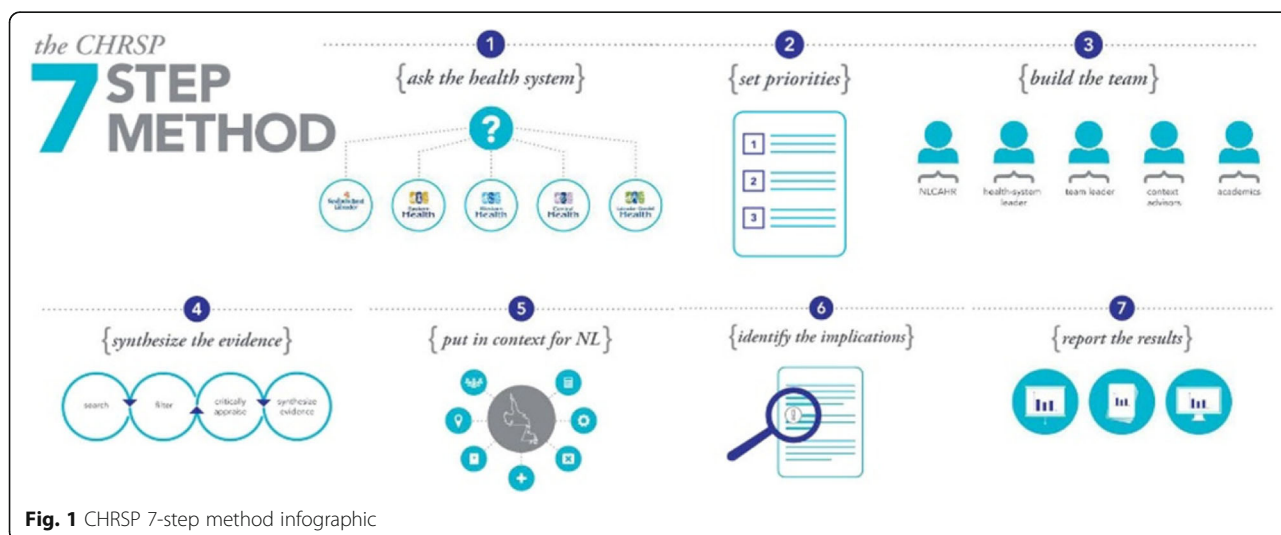 the CHRSP
7 STEP
METHOD
1
{ask the health system}
?
Newfoundland
Labrador
Eastern
Health
Western
Health
Central
Health
Labrador-Grenfell
Health
2
{set priorities}
1
2
3
3
{build the team}
NLCAHR
health-system
leader
team leader
context
advisors
academics
4
{synthesize the evidence}
search
filter
critically
appraise
synthesize
evidence
5
{put in context for NL}
6
{identify the implications}
7
{report the results}
Fig. 1 CHRSP 7-step method infographic